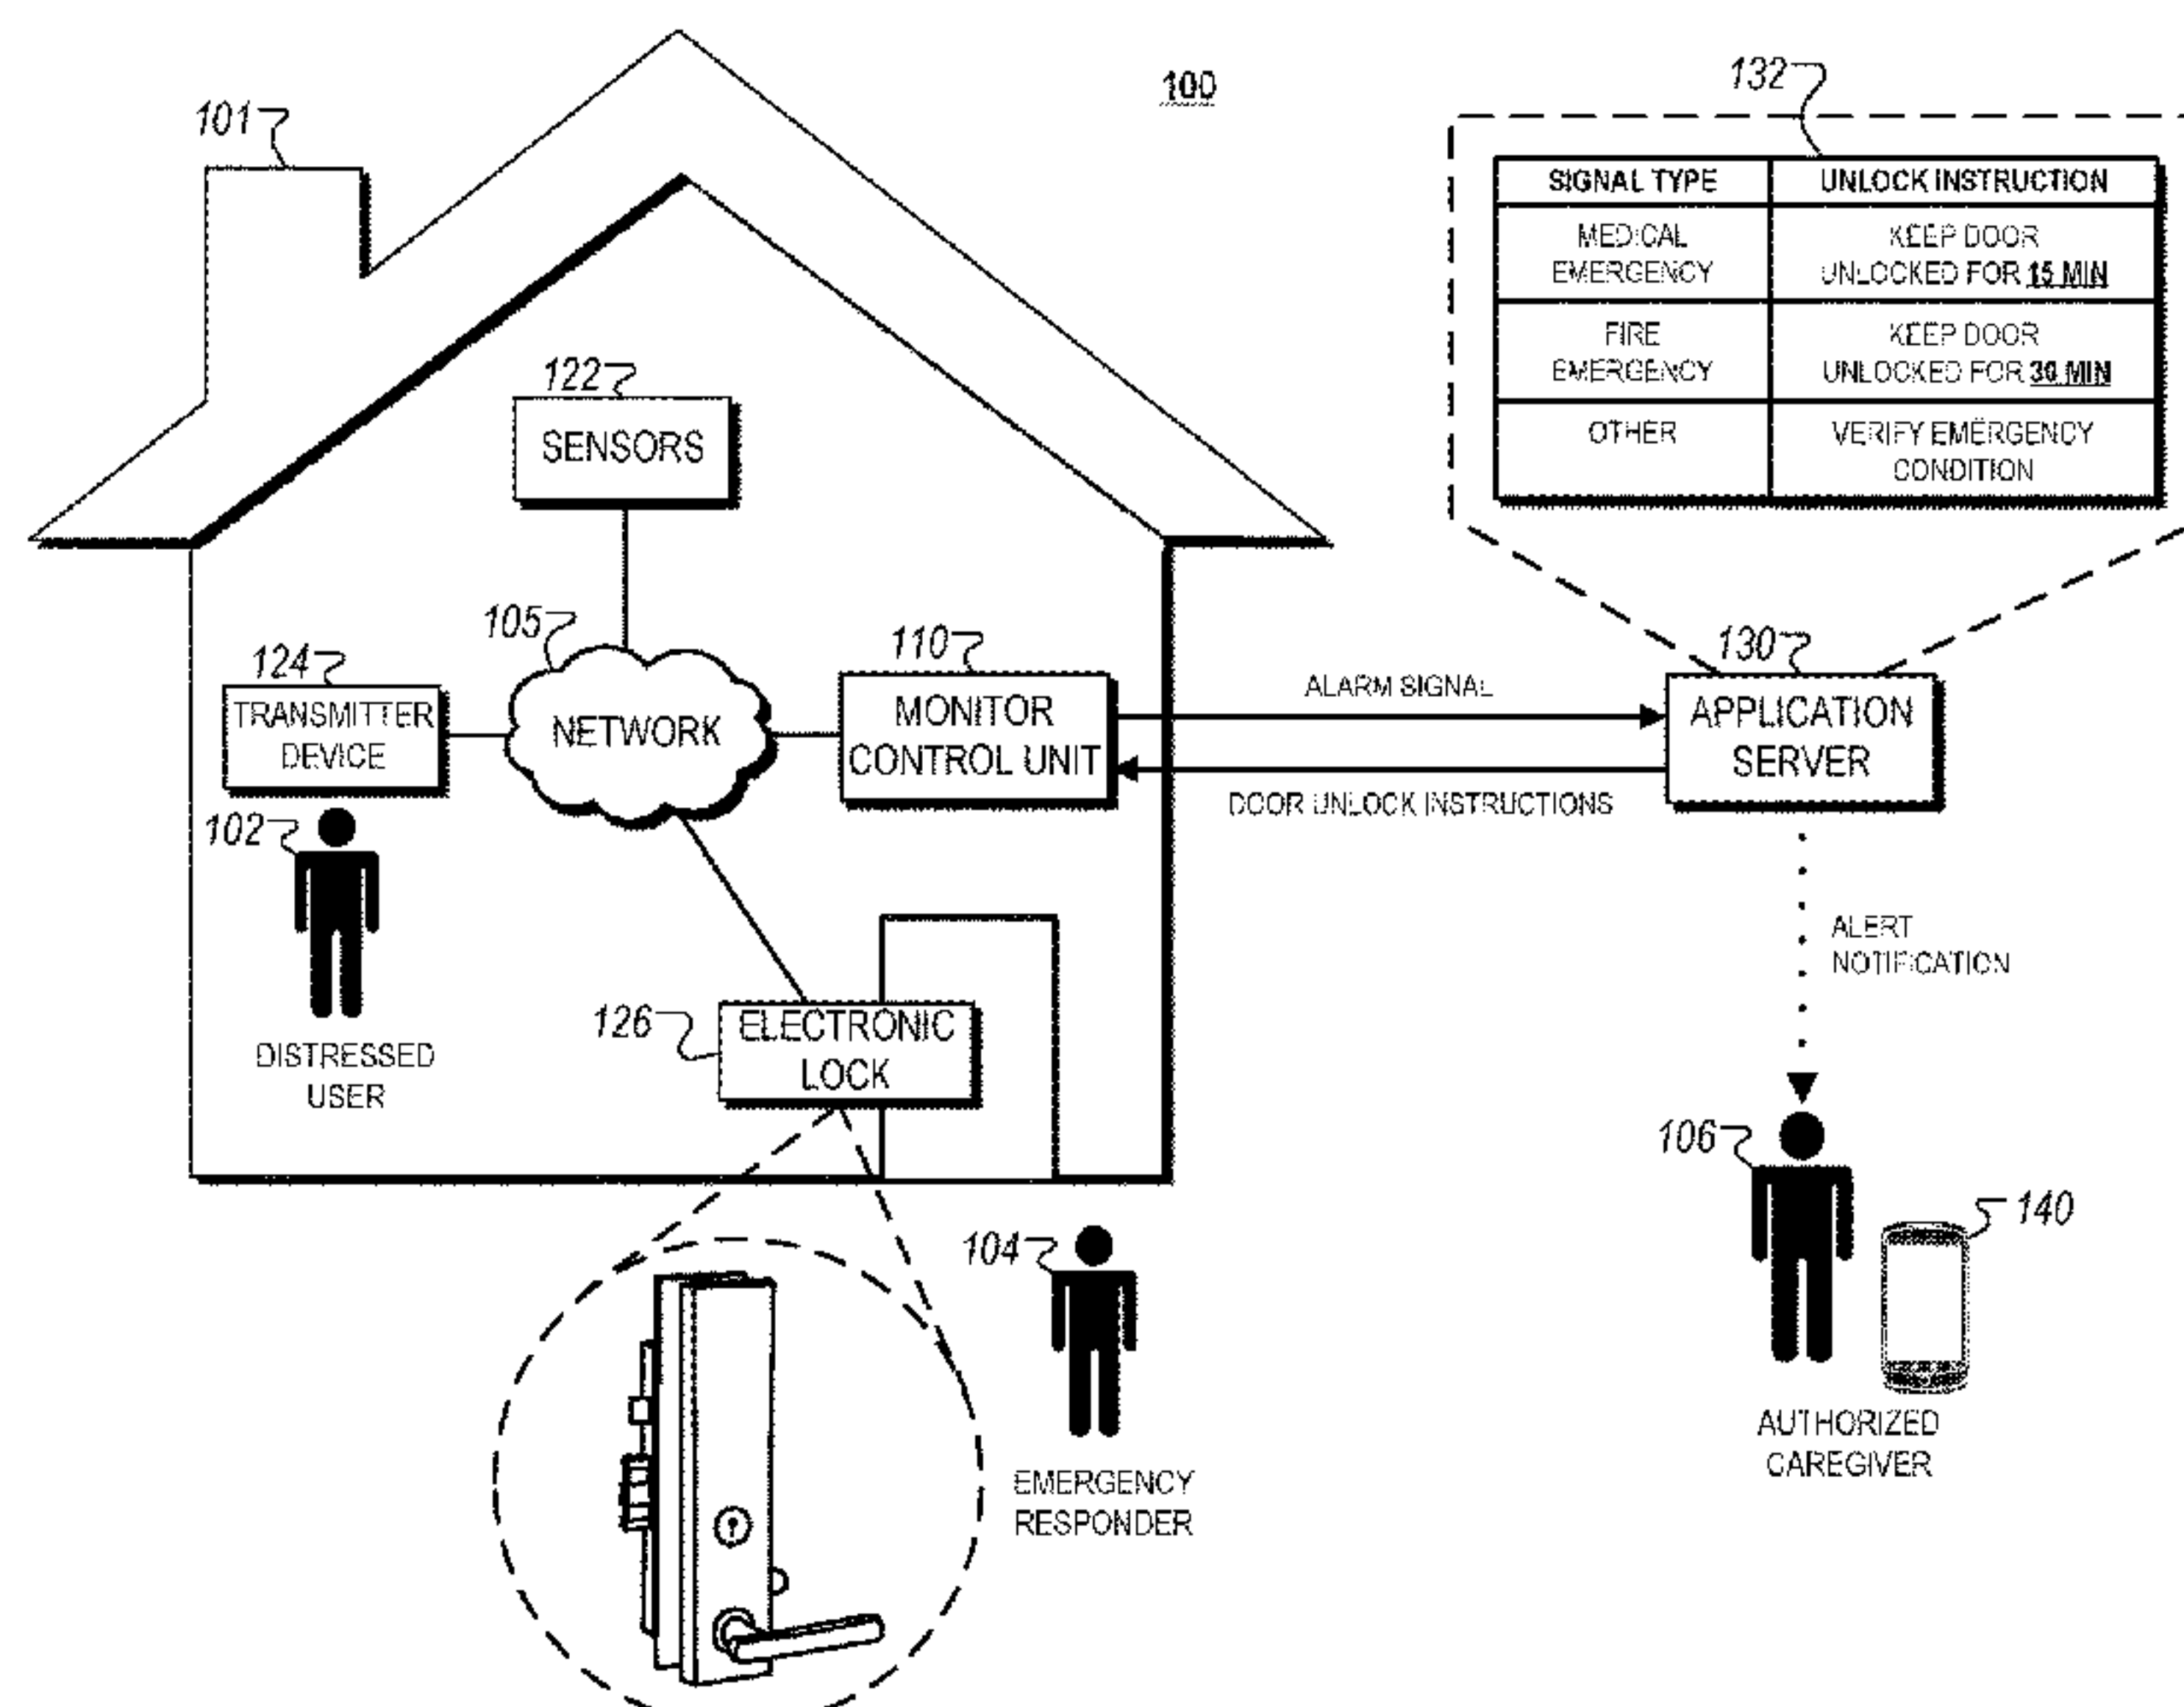 100
101
132
SIGNAL TYPE UNLOCK INSTRUCTION
MEDICAL EMERGENCY
KEEP DOOR
UNLOCKED FOR 15 MIN
FIRE EMERGENCY
KEEP DOOR
UNLOCKED FOR 30 MIN
OTHER
VERIFY EMERGENCY
CONDITION
122
SENSORS
105
NETWORK
124
TRANSMITTER
DEVICE
110
MONITOR
CONTROL UNIT
ALARM SIGNAL
DOOR UNLOCK INSTRUCTIONS
130
APPLICATION
SERVER
102
DISTRESSED
USER
126
ELECTRONIC
LOCK
ALERT
NOTIFICATION
104
EMERGENCY
RESPONDER
106
140
AUTHORIZED
CAREGIVER